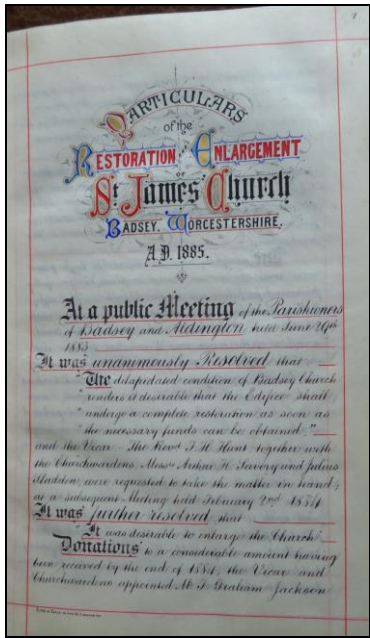 PARTICULARS
of the
RESTORATION and ENLARGEMENT
OF
St James' Church
BADSEY, WORCESTERSHIRE,
A.D. 1885.
At a public Meeting of the Parishioners
of Badsey and Aldington held June 29th
1883
It was unanimously Resolved that
"The dilapidated condition of Badsey Church
"renders it desirable that the Edifice shall
"undergo a complete restoration as soon as
"the necessary funds can be obtained."
and the Vicar - The Revd T. H. Hunt together with
the Churchwardens, Messrs Arthur H. Savory and Julius
Sladden, were requested to take the matter in hand;
at a subsequent Meeting held February 2nd 1884
It was further resolved that
"It was desirable to enlarge the Church"
Donations to a considerable amount having
been received by the end of 1884, the Vicar and
Churchwardens appointed Mr T. Graham Jackson